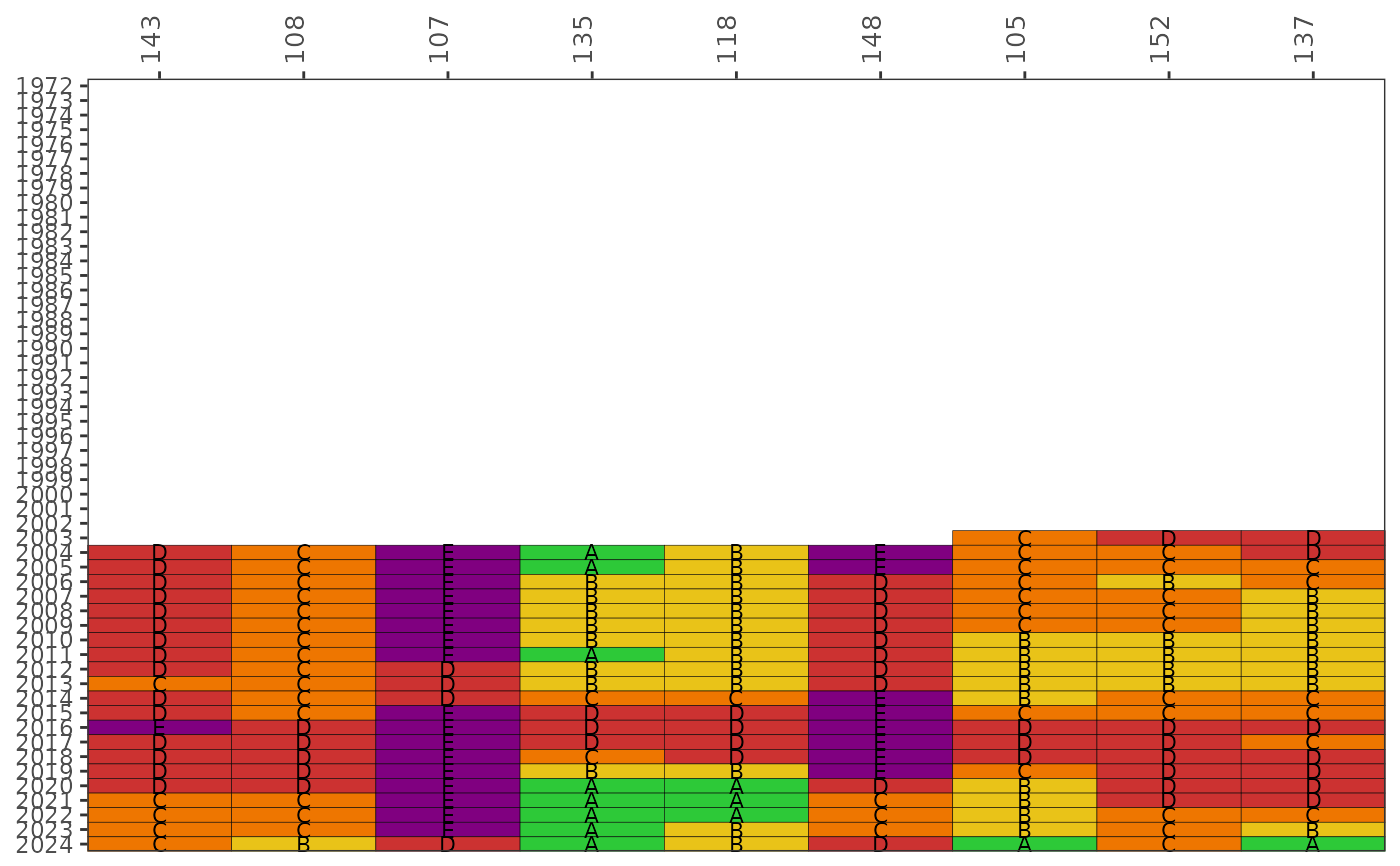 143 108 107 135 118 148 105 152 137
1972
1973
1974
1975
1976
1977
1978
1979
1980
1981
1982
1983
1984
1985
1986
1987
1988
1989
1990
1991
1992
1993
1994
1995
1996
1997
1998
1999
2000
2001
2002
2003 C D D
2004 D C E A B E C C D
2005 D C E A B E C C C
2006 D C E B B D C B C
2007 D C E B B D C C B
2008 D C E B B D C C B
2009 D C E B B D C C B
2010 D C E B B D B B B
2011 D C E A B D B B B
2012 D C D B B D B B B
2013 C C D B B D B B B
2014 D C D C C E B C C
2015 D C E D D E C C C
2016 E D E D D E D D D
2017 D D E D D E D D C
2018 D D E C D E D D D
2019 D D E B B E C D D
2020 D D E A A D B D D
2021 C C E A A C B D D
2022 C C E A A C B C C
2023 C C E A B C B C B
2024 C B D A B D A C A